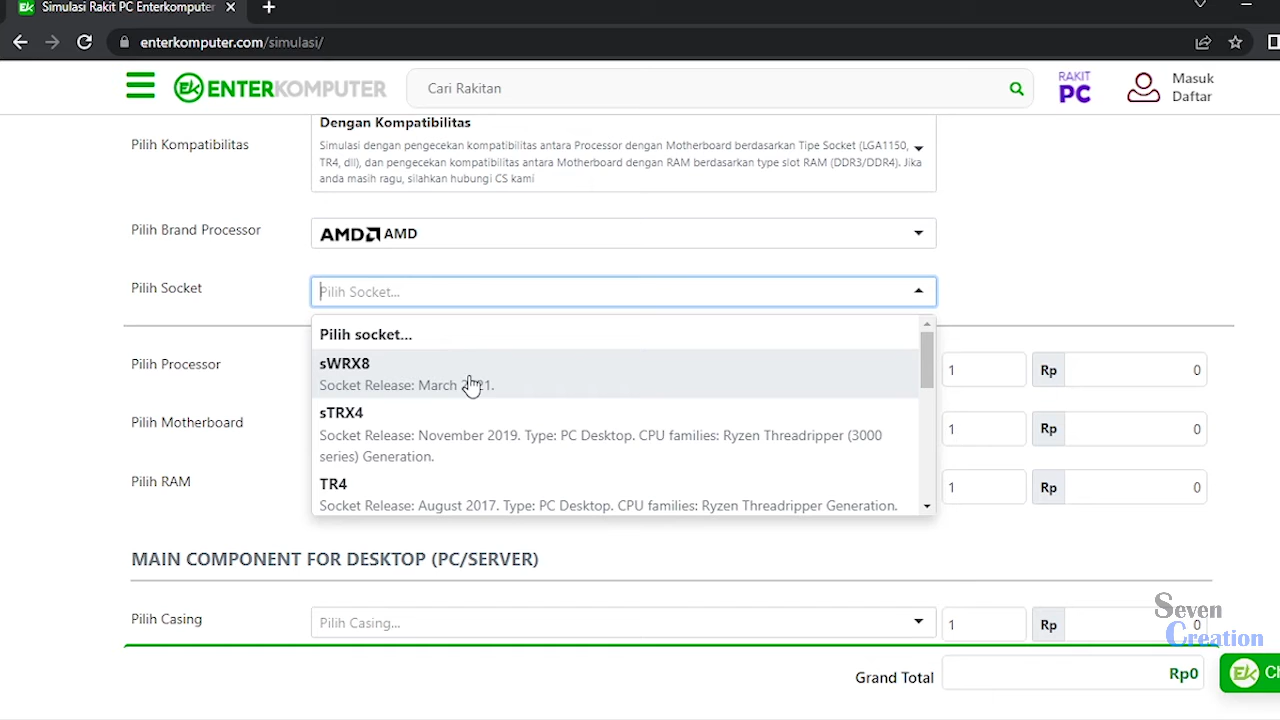 Simulasi Rakit PC Enterkomputer
enterkomputer.com/simulasi/
EK ENTERKOMPUTER
Cari Rakitan
RAKIT
PC
Masuk
Daftar
Pilih Kompatibilitas
Dengan Kompatibilitas
Simulasi dengan pengecekan kompatibilitas antara Processor dengan Motherboard berdasarkan Tipe Socket (LGA1150,
TR4, dll), dan pengecekan kompatibilitas antara Motherboard dengan RAM berdasarkan type slot RAM (DDR3/DDR4). Jika
anda masih ragu, silahkan hubungi CS kami
Pilih Brand Processor
AMD AMD
Pilih Socket
Pilih Socket...
Pilih socket...
sWRX8
Socket Release: March
sTRX4
Socket Release: November 2019. Type: PC Desktop. CPU families: Ryzen Threadripper (3000
series) Generation.
TR4
Socket Release: August 2017. Type: PC Desktop. CPU families: Ryzen Threadripper Generation.
Pilih Processor
1 Rp 0
Pilih Motherboard
1 Rp 0
Pilih RAM
1 Rp 0
MAIN COMPONENT FOR DESKTOP (PC/SERVER)
Pilih Casing
Pilih Casing...
1 Rp 0
Seven
Creation
Grand Total
Rp0
EK Ch